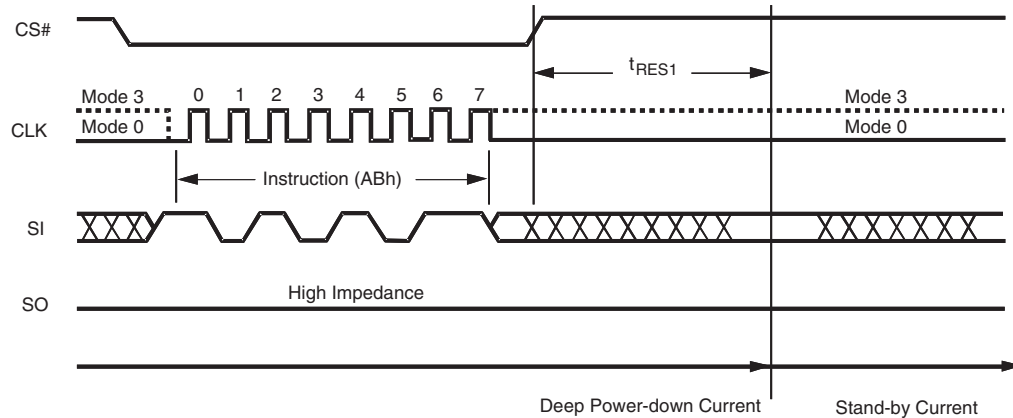 CS#
t_RES1
Mode 3
0 1 2 3 4 5 6 7
Mode 3
CLK
Mode 0
Mode 0
Instruction (ABh)
SI
High Impedance
SO
Deep Power-down Current
Stand-by Current